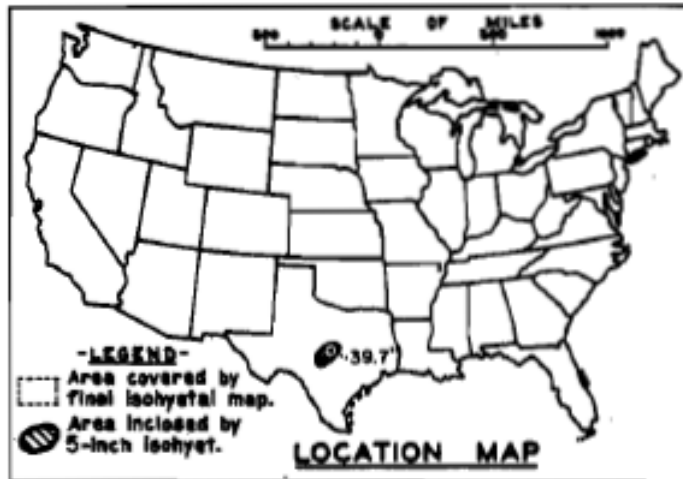 SCALE OF MILES
500 0 500 1000
39.7"
-LEGEND-
Area covered by
final isohyetal map.
Area inclosed by
5-inch isohyet.
LOCATION MAP